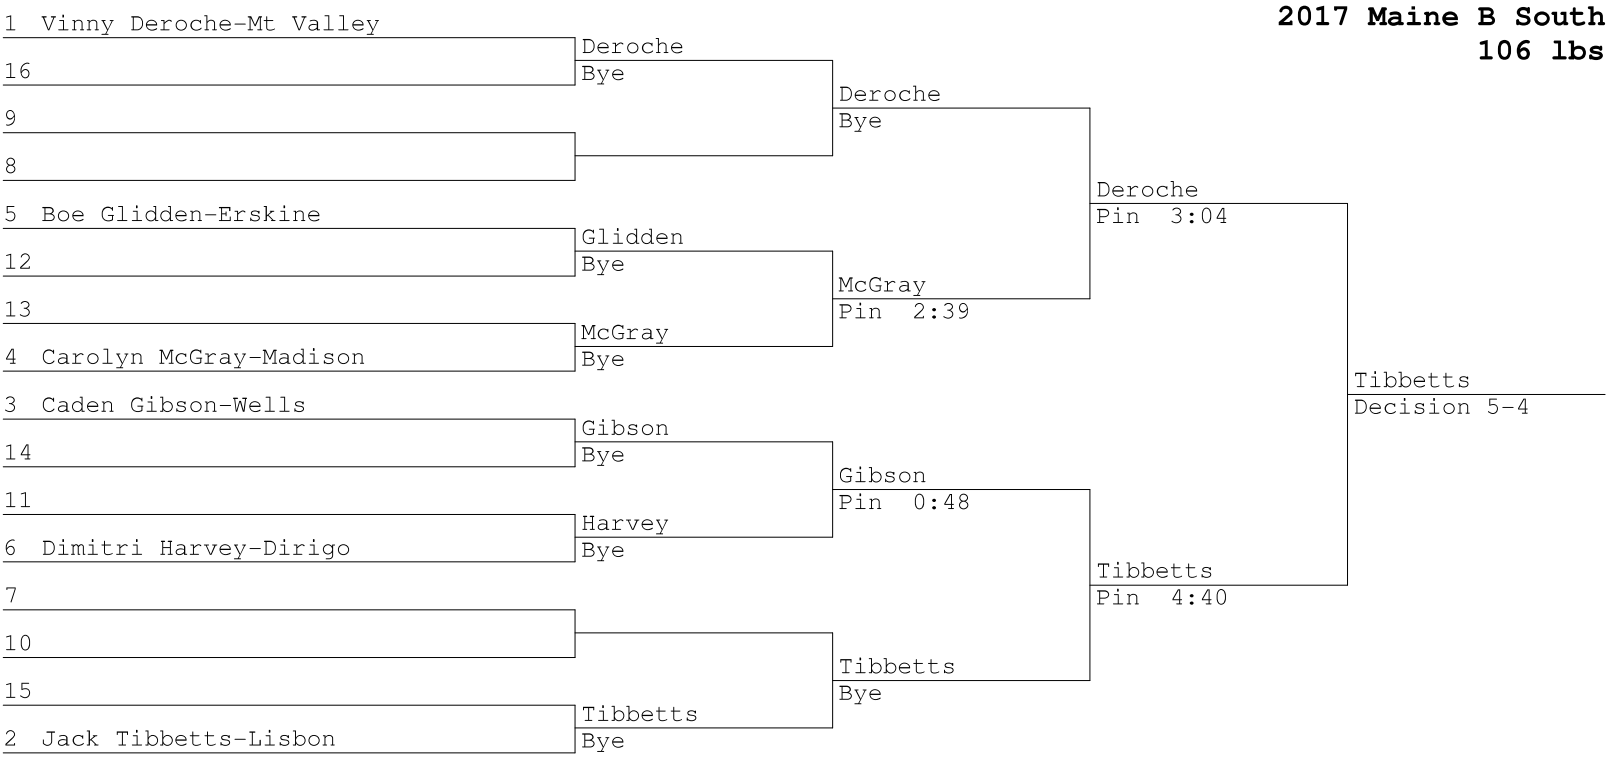 2017 Maine B South
106 lbs
1 Vinny Deroche-Mt Valley
16
9
8
5 Boe Glidden-Erskine
12
13
4 Carolyn McGray-Madison
3 Caden Gibson-Wells
14
11
6 Dimitri Harvey-Dirigo
7
10
15
2 Jack Tibbetts-Lisbon
Deroche
Bye
Glidden
Bye
McGray
Bye
Gibson
Bye
Harvey
Bye
Tibbetts
Bye
Deroche
Bye
McGray
Pin 2:39
Gibson
Pin 0:48
Tibbetts
Bye
Deroche
Pin 3:04
Tibbetts
Pin 4:40
Tibbetts
Decision 5-4